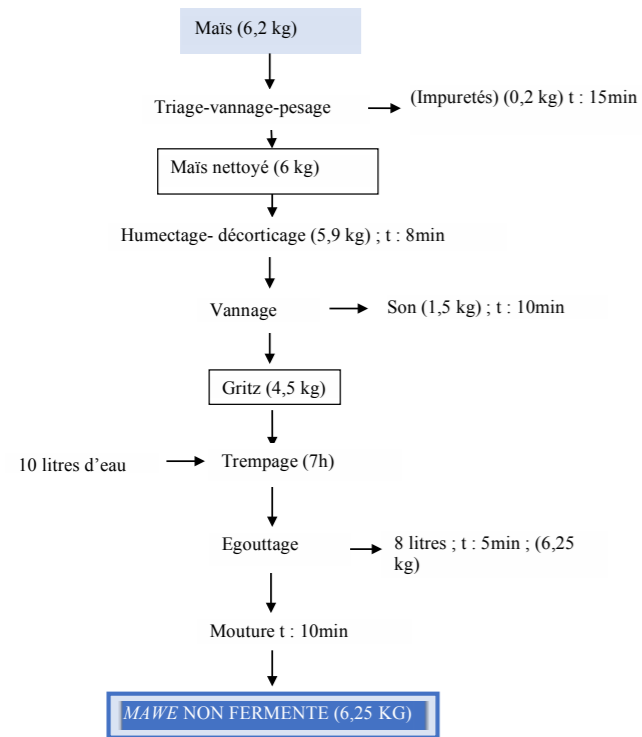 Maïs (6,2 kg)
Triage-vannage-pesage
(Impuretés) (0,2 kg) t : 15min
Maïs nettoyé (6 kg)
Humectage- décorticage (5,9 kg) ; t : 8min
Vannage
Son (1,5 kg) ; t : 10min
Gritz (4,5 kg)
10 litres d’eau
Trempage (7h)
Egouttage
8 litres ; t : 5min ; (6,25
kg)
Mouture t : 10min
MAWE NON FERMENTE (6,25 KG)